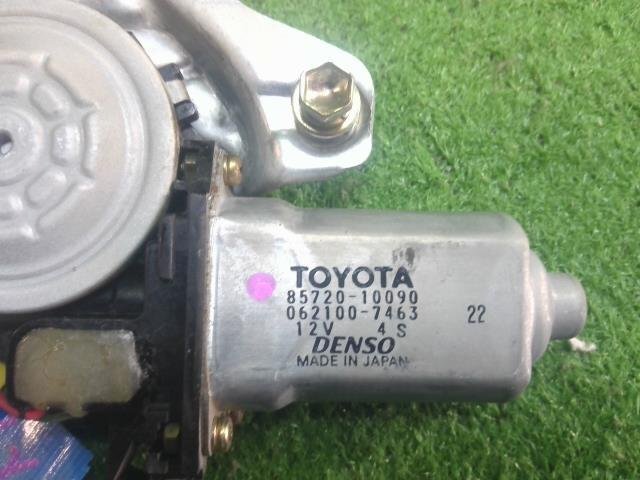 TOYOTA
85720-10090
062100-7463
12V 4S
22
DENSO
MADE IN JAPAN